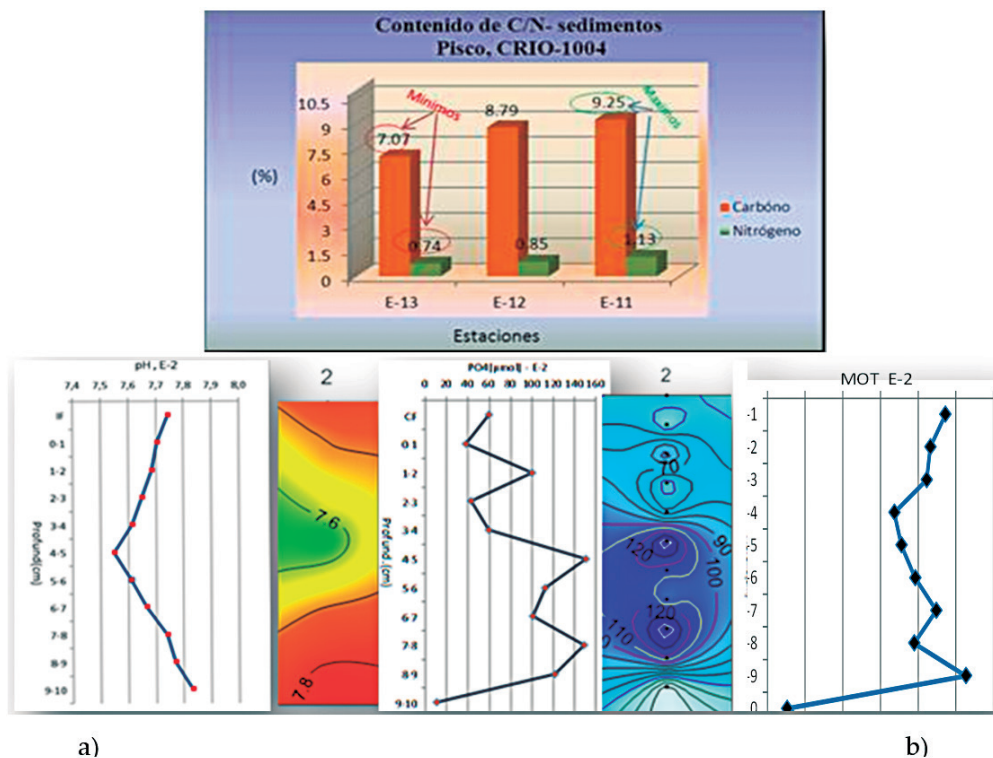 Contenido de C/N- sedimentos
Pisco, CRIO-1004
(%)
10.5
9
7.5
6
4.5
3
1.5
0
Mínimos
Maximos
7.07
0.74
8.79
0.85
9.25
1.13
E-13
E-12
E-11
Carbóno
Nitrógeno
Estaciones
pH , E-2
7,4 7,5 7,6 7,7 7,8 7,9 8,0
0-1
1-2
2-3
3-4
4-5
5-6
6-7
7-8
8-9
9-10
Profund(cm)
2
7.6
7.8
PO4[µmol] - E-2
0 20 40 60 80 100 120 140 160
CF
0-1
1-2
2-3
3-4
4-5
5-6
6-7
7-8
8-9
9-10
Profund .(cm)
2
70
90
100
120
120
110
MOT E-2
-1
-2
-3
-4
-5
-6
-7
-8
-9
0
a)
b)